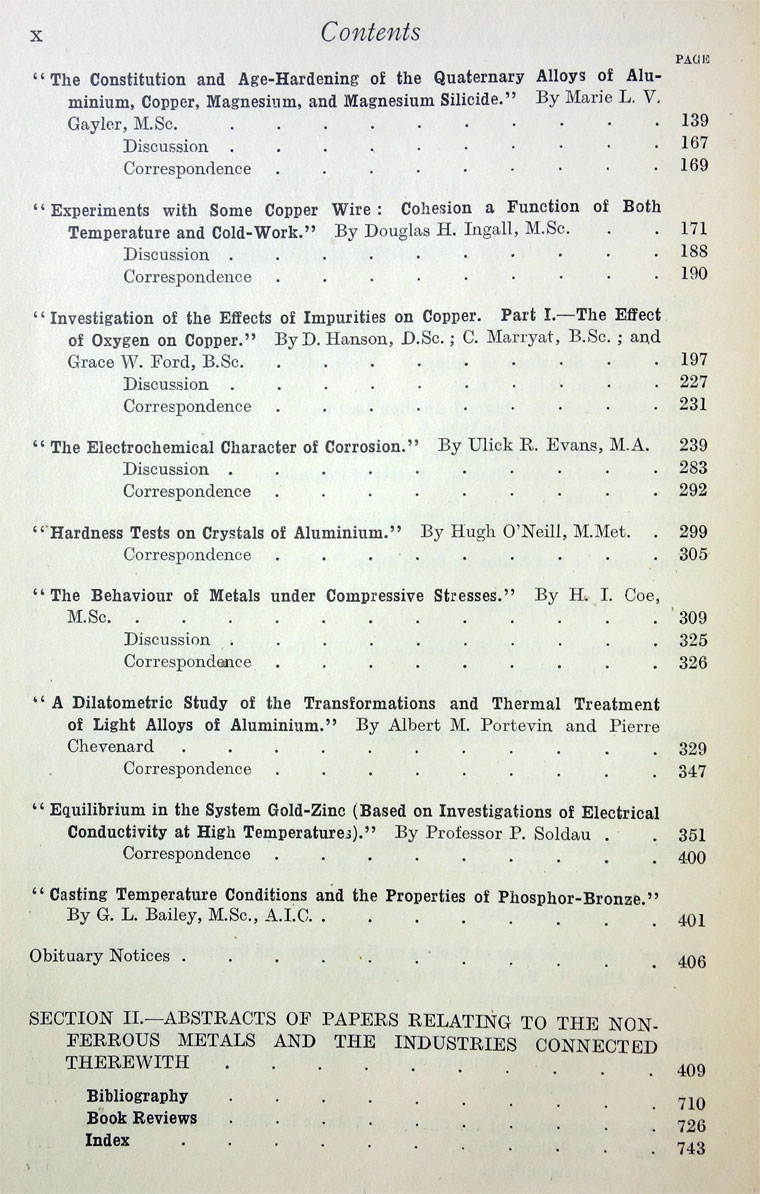 x Contents
PAGE
“The Constitution and Age-Hardening of the Quaternary Alloys of Alu-
minium, Copper, Magnesium, and Magnesium Silicide.” By Marie L. V.
Gayler, M.Sc. . . . . . . . . . . 139
Discussion . . . . . . . . . . 167
Correspondence . . . . . . . . . 169
“Experiments with Some Copper Wire : Cohesion a Function of Both
Temperature and Cold-Work.” By Douglas H. Ingall, M.Sc. . . 171
Discussion . . . . . . . . . . 188
Correspondence . . . . . . . . . 190
“Investigation of the Effects of Impurities on Copper. Part I.—The Effect
of Oxygen on Copper.” By D. Hanson, D.Sc. ; C. Marryat, B.Sc. ; and
Grace W. Ford, B.Sc. . . . . . . . . . 197
Discussion . . . . . . . . . . 227
Correspondence . . . . . . . . . 231
“The Electrochemical Character of Corrosion.” By Ulick R. Evans, M.A. 239
Discussion . . . . . . . . . . 283
Correspondence . . . . . . . . . 292
“Hardness Tests on Crystals of Aluminium.” By Hugh O’Neill, M.Met. . 299
Correspondence . . . . . . . . . 305
“The Behaviour of Metals under Compressive Stresses.” By H. I. Coe,
M.Sc. . . . . . . . . . . . . 309
Discussion . . . . . . . . . . 325
Correspondence . . . . . . . . . 326
“A Dilatometric Study of the Transformations and Thermal Treatment
of Light Alloys of Aluminium.” By Albert M. Portevin and Pierre
Chevenard . . . . . . . . . . . 329
Correspondence . . . . . . . . . 347
“Equilibrium in the System Gold-Zinc (Based on Investigations of Electrical
Conductivity at High Temperatures).” By Professor P. Soldau . . 351
Correspondence . . . . . . . . . 400
“Casting Temperature Conditions and the Properties of Phosphor-Bronze.”
By G. L. Bailey, M.Sc., A.I.C. . . . . . . . . 401
Obituary Notices . . . . . . . . . . . 406
SECTION II.—ABSTRACTS OF PAPERS RELATING TO THE NON-
FERROUS METALS AND THE INDUSTRIES CONNECTED
THEREWITH . . . . . . . . . . 409
Bibliography . . . . . . . . . . 710
Book Reviews . . . . . . . . . . 726
Index . . . . . . . . . . . 743